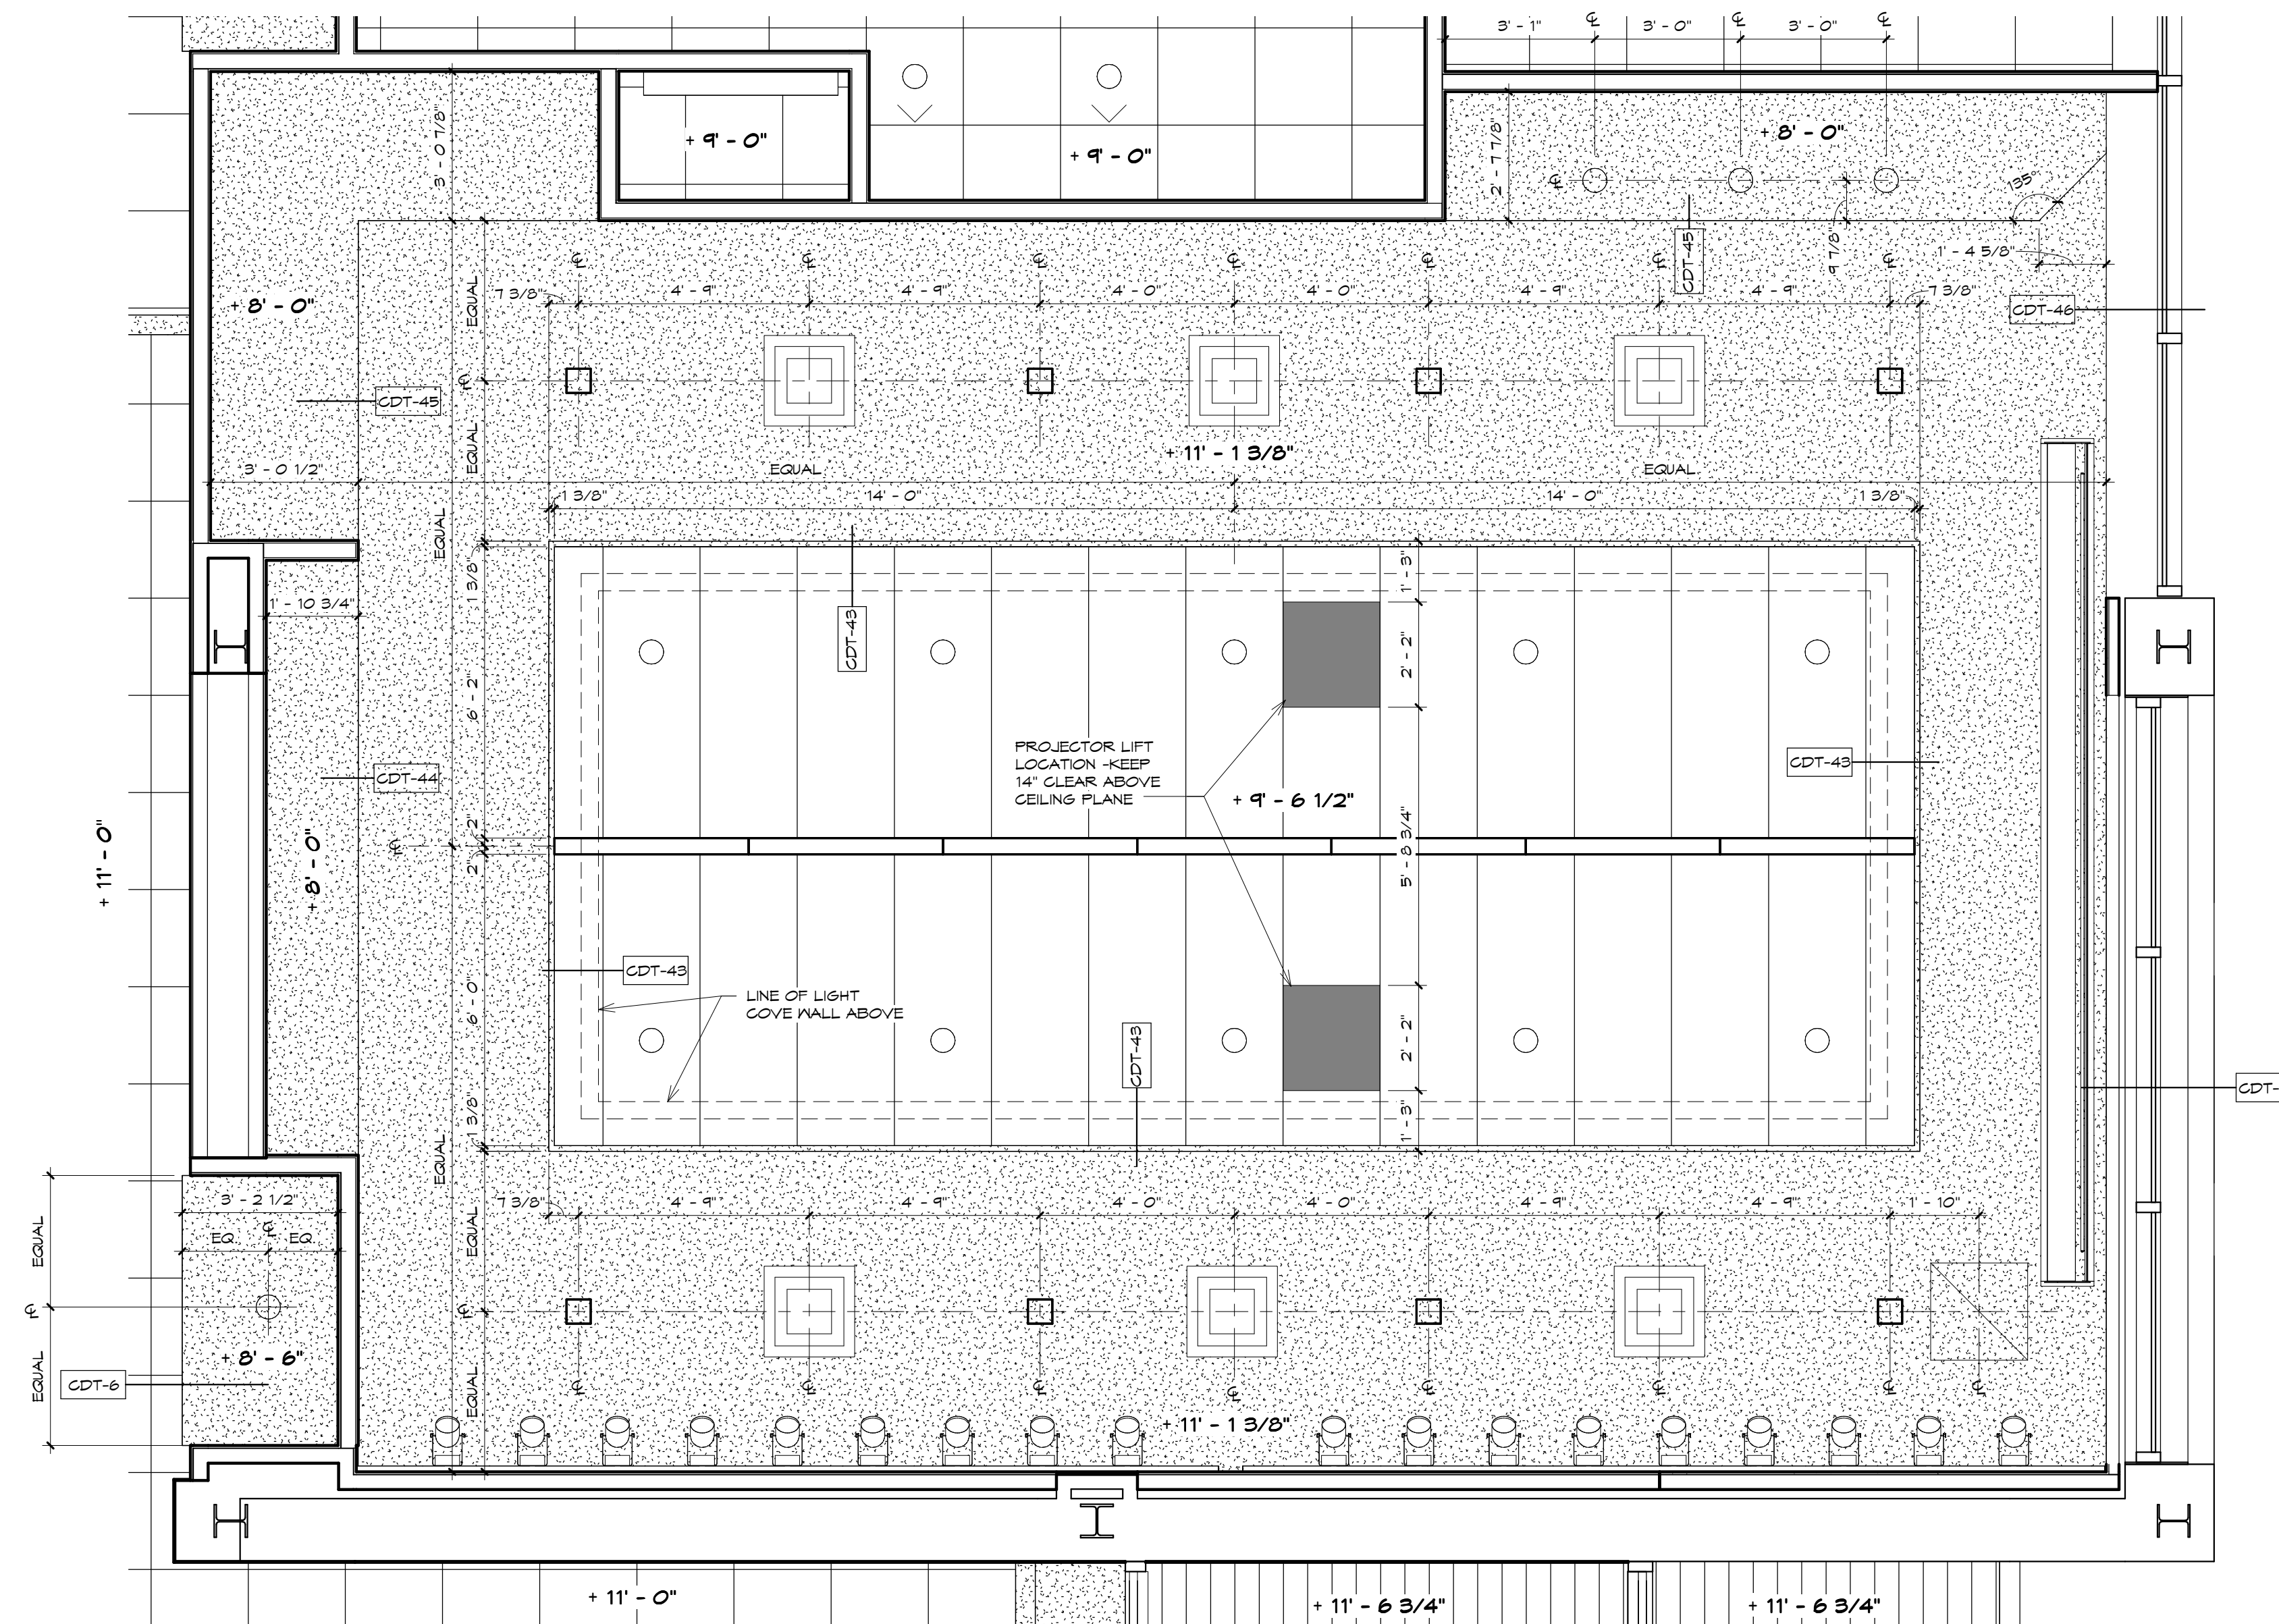 3' - 1"
℄
3' - 0"
℄
3' - 0"
℄
+ 9' - 0"
+ 9' - 0"
+ 8' - 0"
3' - 0 7/8"
2' - 7 7/8"
℄
135°
9 7/8"
1' - 4 5/8"
CDT-45
CDT-46
+ 8' - 0"
EQUAL
℄
℄
℄
℄
℄
℄
℄
7 3/8"
4' - 9"
4' - 9"
4' - 0"
4' - 0"
4' - 9"
4' - 9"
7 3/8"
℄
CDT-45
EQUAL
+ 11' - 1 3/8"
3' - 0 1/2"
EQUAL
EQUAL
1 3/8"
14' - 0"
14' - 0"
1 3/8"
EQUAL
1 3/8"
1' - 3"
1' - 10 3/4"
CDT-43
2' - 2"
6' - 2"
PROJECTOR LIFT
LOCATION -KEEP
14" CLEAR ABOVE
CEILING PLANE
+ 9' - 6 1/2"
CDT-43
CDT-44
+ 11' - 0"
+ 8' - 0"
℄
2"
2"
5' - 8 3/4"
CDT-43
LINE OF LIGHT
COVE WALL ABOVE
6' - 0"
CDT-43
2' - 2"
CDT-
1 3/8"
1' - 3"
EQUAL
3' - 2 1/2"
7 3/8"
4' - 9"
4' - 9"
4' - 0"
4' - 0"
4' - 9"
4' - 9"
1' - 10"
EQUAL
EQ.
℄
EQ.
EQUAL
℄
℄
+ 8' - 6"
CDT-6
EQUAL
EQUAL
℄
℄
℄
℄
℄
℄
℄
℄
+ 11' - 1 3/8"
+ 11' - 0"
+ 11' - 6 3/4"
+ 11' - 6 3/4"